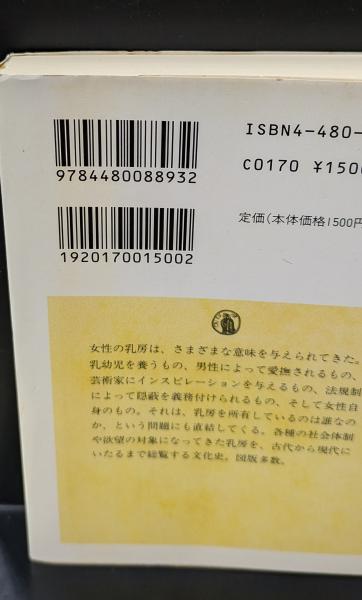 ISBN4-480-
9784480088932
C0170 ¥1500
定価(本体価格1500円
1920170015002
女性の乳房は、さまざまな意味を与えられてきた。
乳幼児を養うもの、男性によって愛撫されるもの、
芸術家にインスピレーションを与えるもの、法規制
によって隠蔽を義務付けられるもの、そして女性自
身のもの。それは、乳房を所有しているのは誰なの
か、という問題にも直結してくる。各種の社会体制
や欲望の対象になってきた乳房を、古代から現代に
いたるまで総覧する文化史。図版多数。